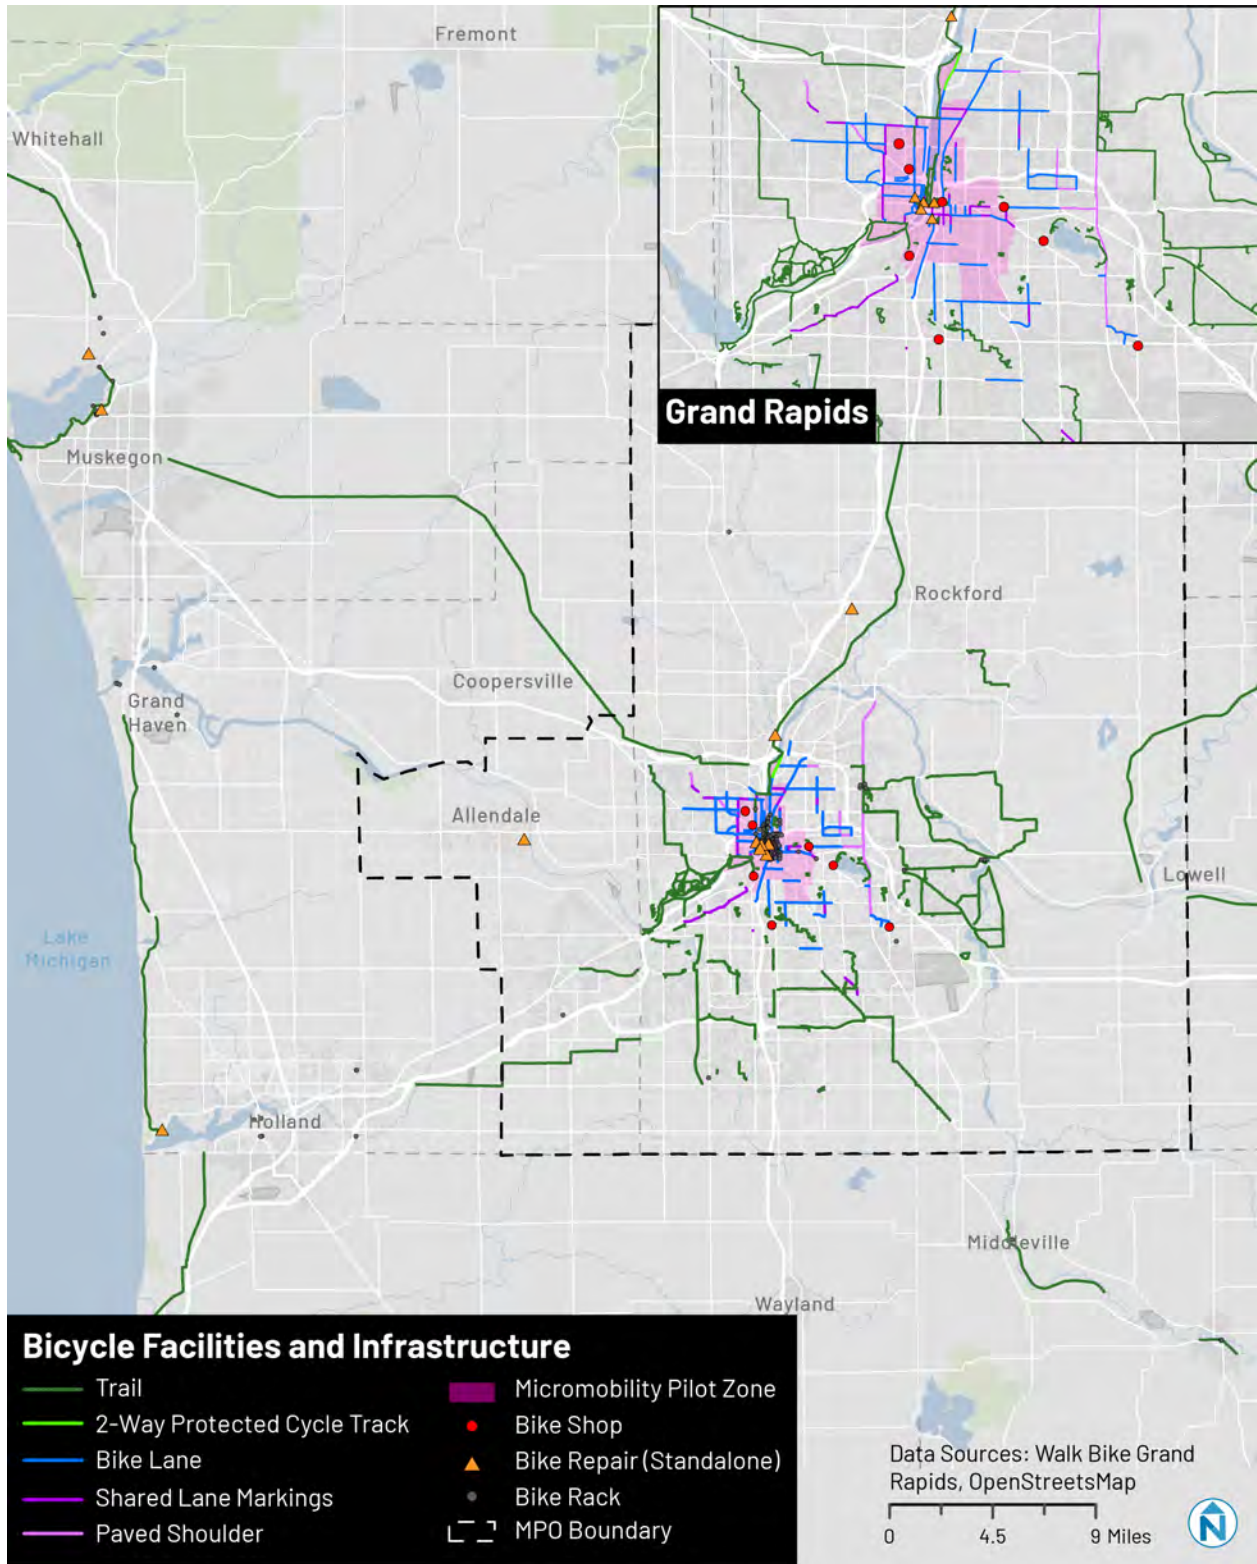 Fremont
Whitehall
Grand Rapids
Muskegon
Rockford
Coopersville
Grand
Haven
Allendale
Lowell
Lake
Michigan
Holland
Middleville
Wayland
Bicycle Facilities and Infrastructure
Trail
2-Way Protected Cycle Track
Bike Lane
Shared Lane Markings
Paved Shoulder
Micromobility Pilot Zone
Bike Shop
Bike Repair (Standalone)
Bike Rack
MPO Boundary
Data Sources: Walk Bike Grand
Rapids, OpenStreetsMap
0 4.5 9 Miles
N